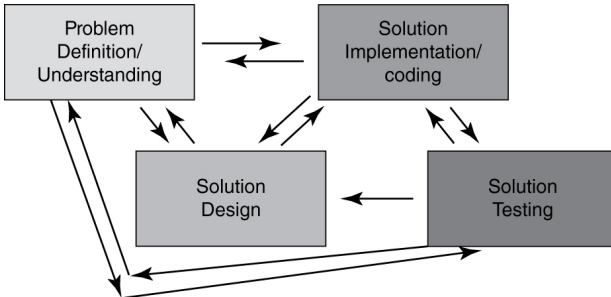 Problem
Definition/
Understanding
Solution
Implementation/
coding
Solution
Design
Solution
Testing